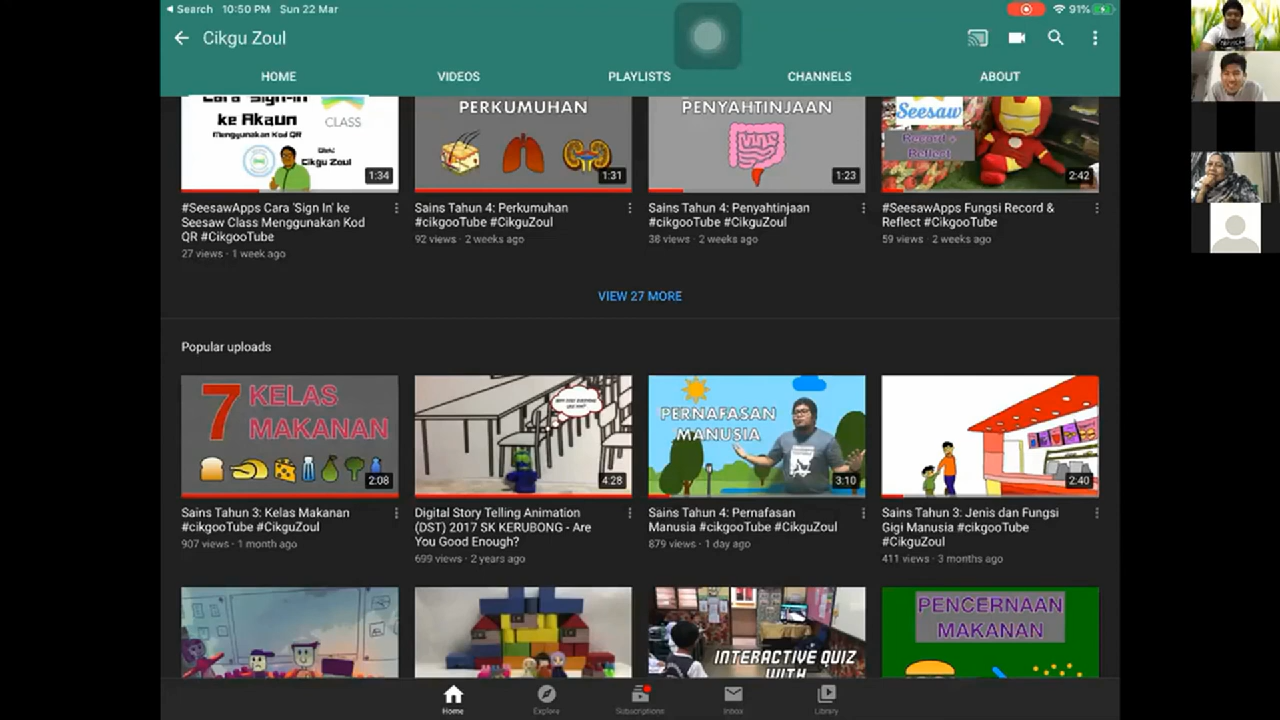 Search 10:50 PM Sun 22 Mar 91%
Cikgu Zoul
HOME VIDEOS PLAYLISTS CHANNELS ABOUT
Cara Sign-in
ke Akaun
Menggunakan Kod QR
CLASS
Oleh:
Cikgu Zoul
1:34
PERKUMUHAN
1:31
PENYAHTINJAAN
1:23
Seesaw
Record +
Reflect
2:42
#SeesawApps Cara 'Sign In' ke
Seesaw Class Menggunakan Kod
QR #CikgooTube
27 views · 1 week ago
Sains Tahun 4: Perkumuhan
#cikgooTube #CikguZoul
92 views · 2 weeks ago
Sains Tahun 4: Penyahtinjaan
#cikgooTube #CikguZoul
38 views · 2 weeks ago
#SeesawApps Fungsi Record &
Reflect #CikgooTube
59 views · 2 weeks ago
VIEW 27 MORE
Popular uploads
7 KELAS
MAKANAN
2:08
4:28
PERNAFASAN
MANUSIA
3:10
2:40
Sains Tahun 3: Kelas Makanan
#cikgooTube #CikguZoul
907 views · 1 month ago
Digital Story Telling Animation
(DST) 2017 SK KERUBONG - Are
You Good Enough?
699 views · 2 years ago
Sains Tahun 4: Pernafasan
Manusia #cikgooTube #CikguZoul
879 views · 1 day ago
Sains Tahun 3: Jenis dan Fungsi
Gigi Manusia #cikgooTube
#CikguZoul
411 views · 3 months ago
INTERACTIVE QUIZ
WITH
PENCERNAAN
MAKANAN
Home Explore Subscriptions Inbox Library